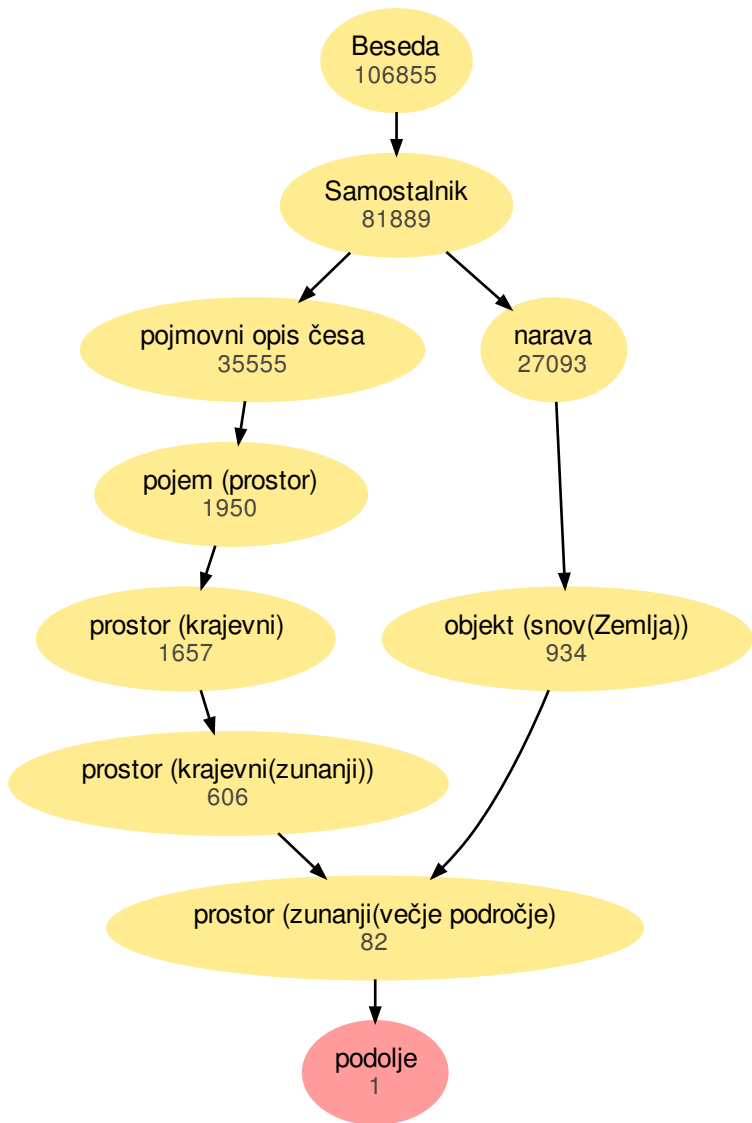 Beseda
106855
Samostalnik
81889
pojmovni opis česa
35555
narava
27093
pojem (prostor)
1950
prostor (krajevni)
1657
objekt (snov(Zemlja))
934
prostor (krajevni(zunanji))
606
prostor (zunanji(večje področje)
82
podolje
1